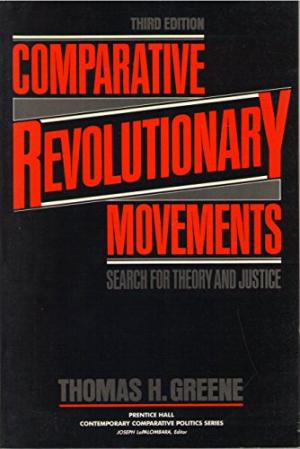 THIRD EDITION
COMPARATIVE
REVOLUTIONARY
MOVEMENTS
SEARCH FOR THEORY AND JUSTICE
THOMAS H. GREENE
PRENTICE HALL
CONTEMPORARY COMPARATIVE POLITICS SERIES
JOSEPH LaPALOMBARA, Editor